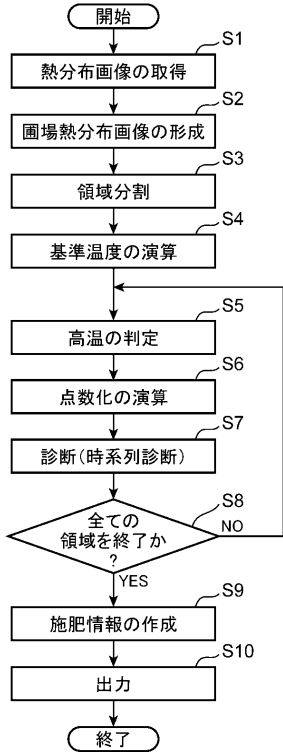 開始
S1
熱分布画像の取得
S2
圃場熱分布画像の形成
S3
領域分割
S4
基準温度の演算
S5
高温の判定
S6
点数化の演算
S7
診断(時系列診断)
S8
全ての
領域を終了か
?
NO
YES
S9
施肥情報の作成
S10
出力
終了